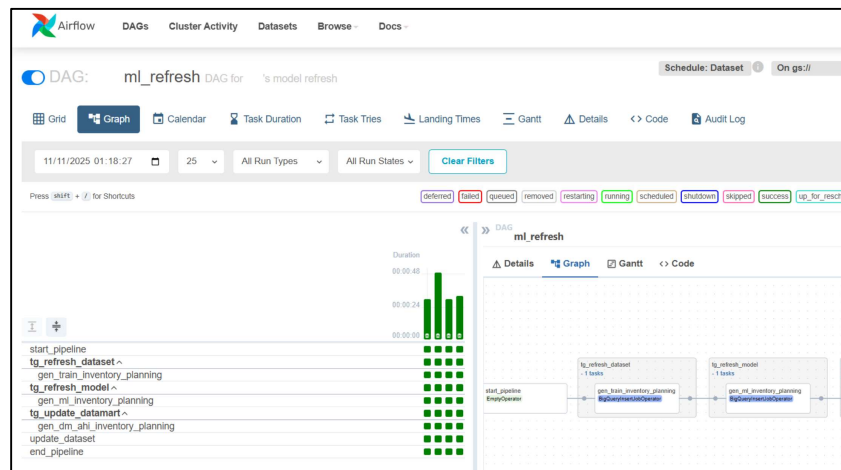 Airflow DAGs Cluster Activity Datasets Browse Docs
DAG: ml_refresh DAG for 's model refresh
Schedule: Dataset On gs://
Grid Graph Calendar Task Duration Task Tries Landing Times Gantt Details <> Code Audit Log
11/11/2025 01:18:27 25 All Run Types All Run States Clear Filters
Press shift + / for Shortcuts
deferred failed queued removed restarting running scheduled shutdown skipped success up_for_resch
DAG
ml_refresh
Duration
Details Graph Gantt <> Code
00:00:48
00:00:24
00:00:00
start_pipeline
tg_refresh_dataset
gen_train_inventory_planning
tg_refresh_model
gen_ml_inventory_planning
tg_update_datamart
gen_dm_ahi_inventory_planning
update_dataset
end_pipeline
start_pipeline
EmptyOperator
tg_refresh_dataset
- 1 tasks
gen_train_inventory_planning
BigQueryInsertJobOperator
tg_refresh_model
- 1 tasks
gen_ml_inventory_planning
BigQueryInsertJobOperator